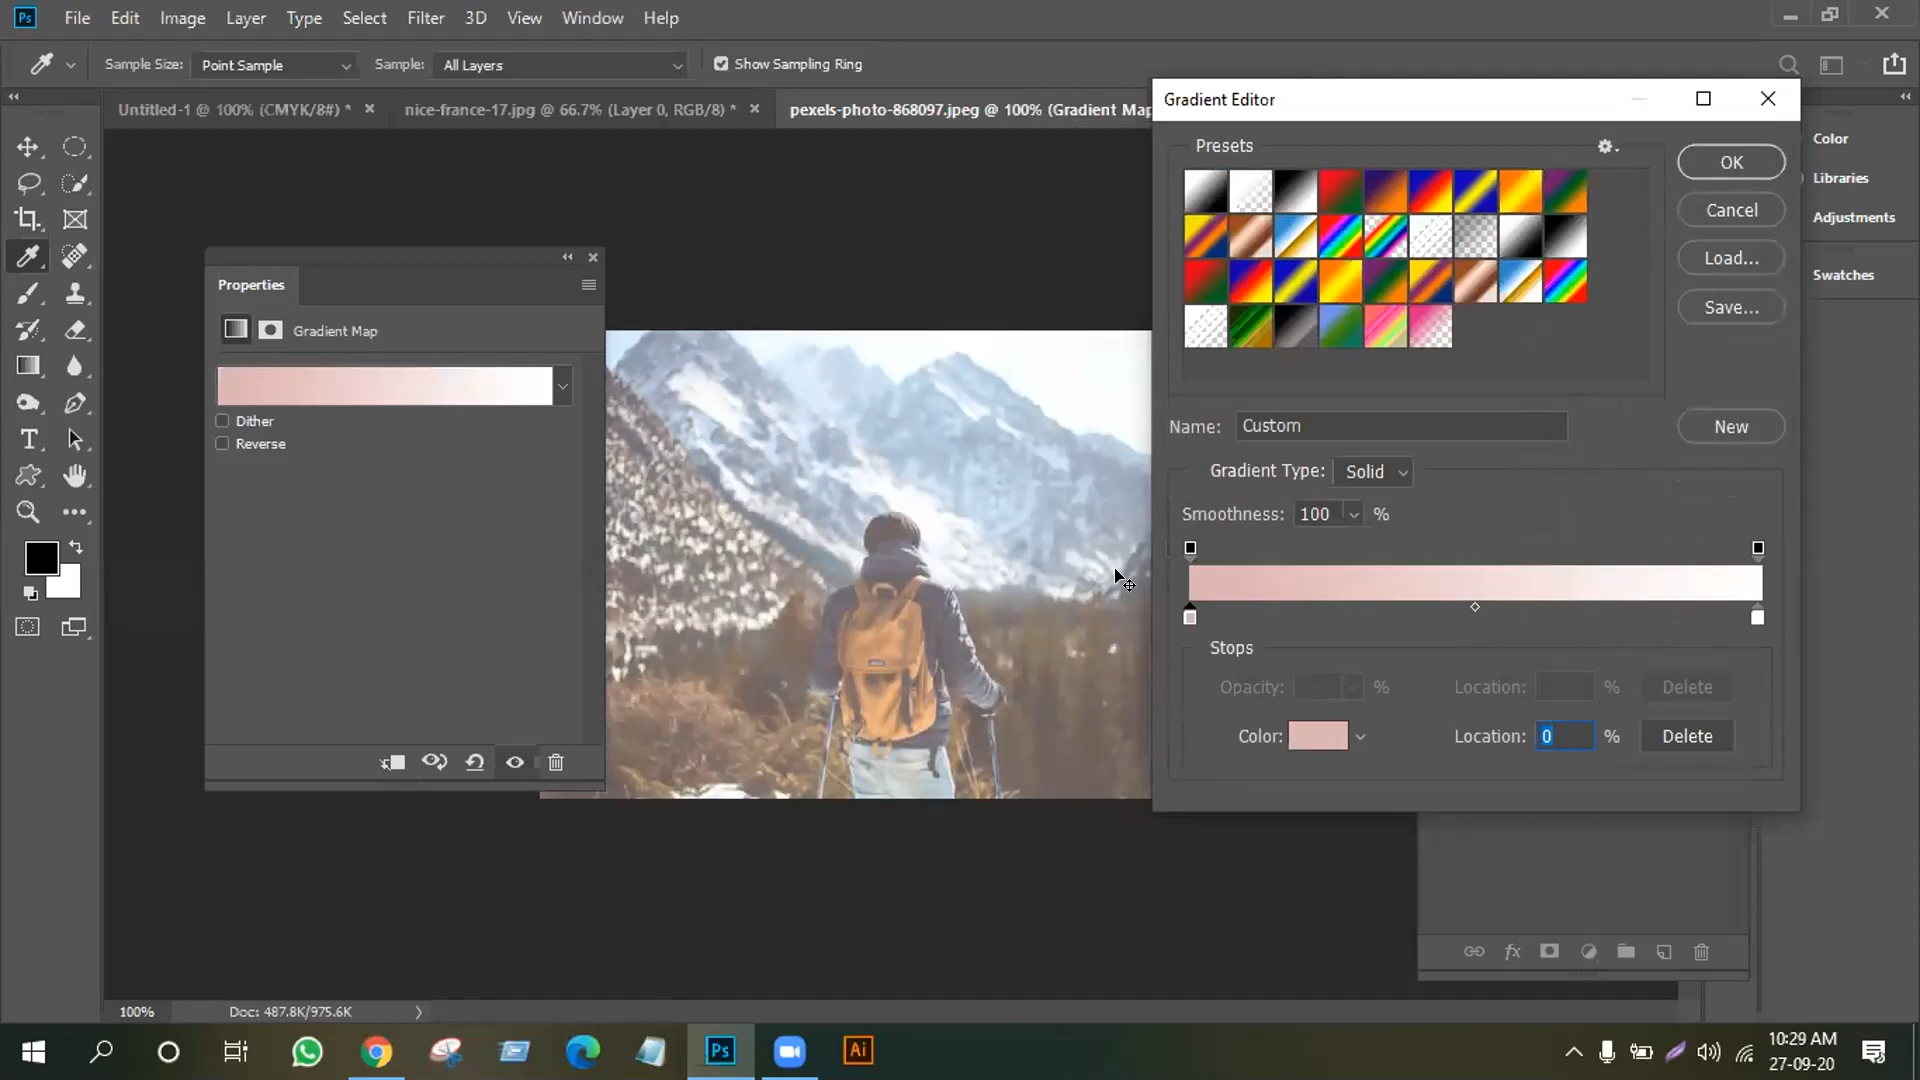 Ps File Edit Image Layer Type Select Filter 3D View Window Help
Sample Size: Point Sample Sample: All Layers Show Sampling Ring
Untitled-1 @ 100% (CMYK/8#) * nice-france-17.jpg @ 66.7% (Layer 0, RGB/8) * pexels-photo-868097.jpeg @ 100% (Gradient Map
Gradient Editor
Presets
OK
Cancel
Load...
Save...
Color
Libraries
Adjustments
Swatches
Properties
Gradient Map
Dither
Reverse
Name: Custom New
Gradient Type: Solid
Smoothness: 100 %
Stops
Opacity: % Location: % Delete
Color: Location: 0 % Delete
fx
100% Doc: 487.8K/975.6K
Ps Ai
10:29 AM
27-09-20